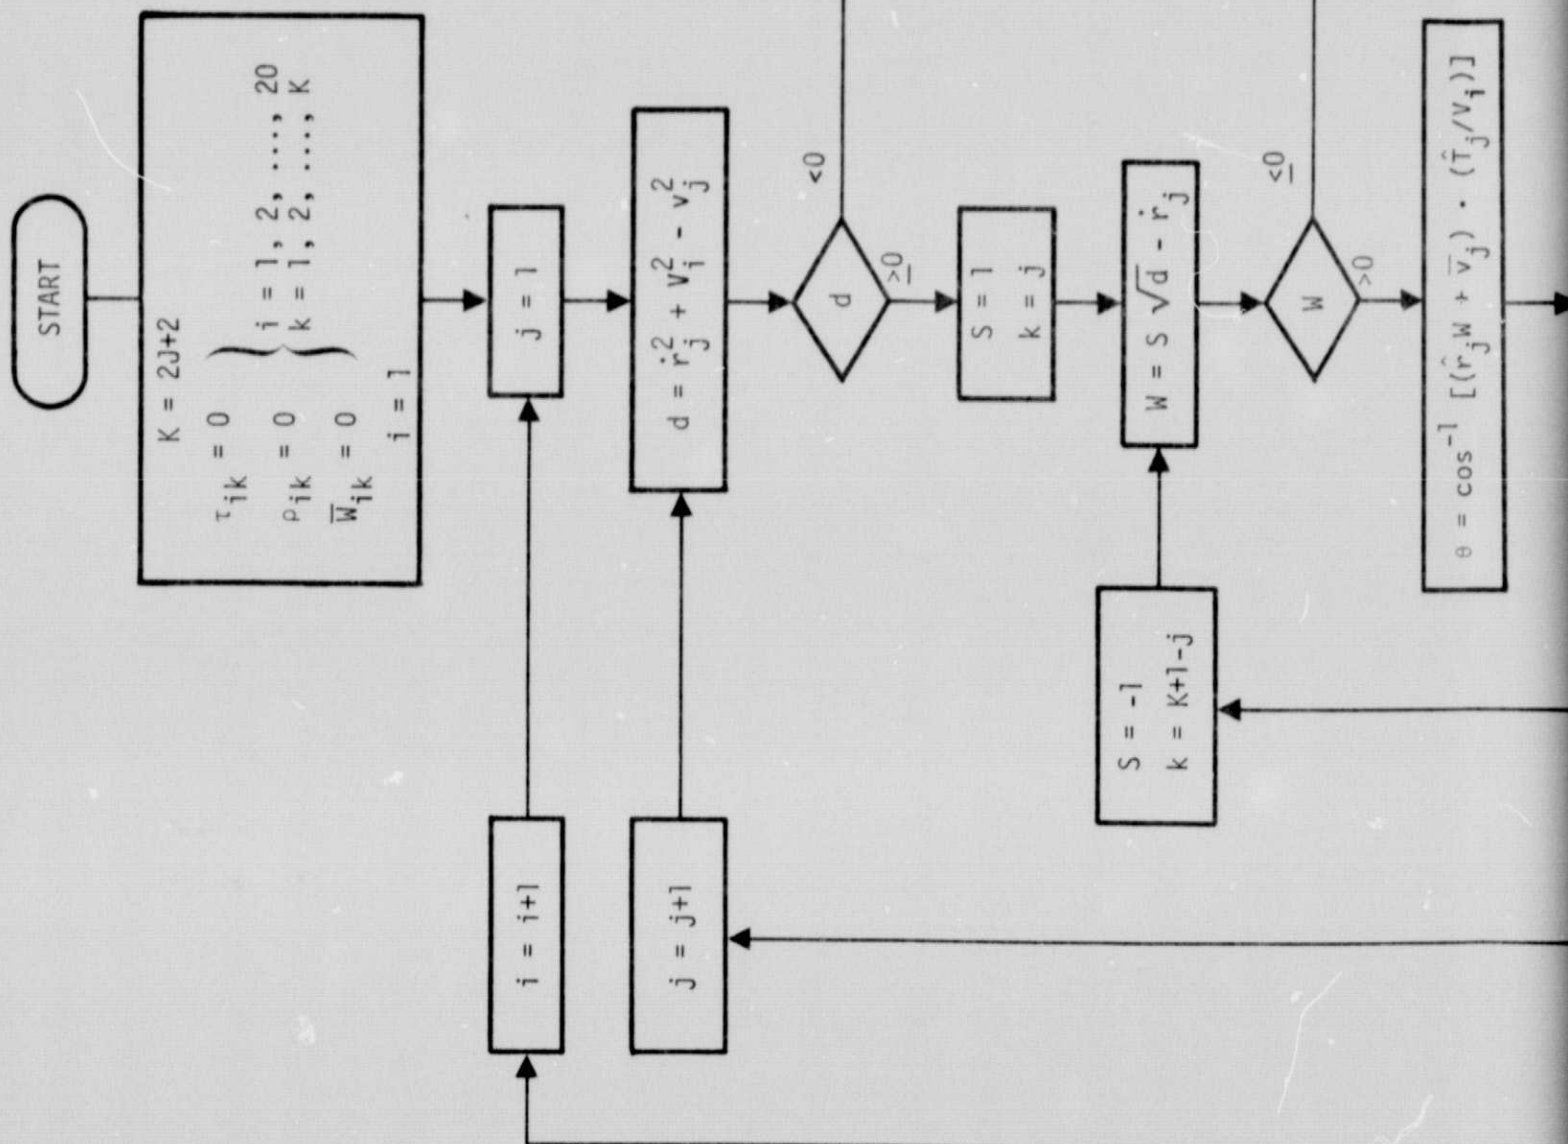 START
K = 2J+2
τ_ik = 0
ρ_ik = 0
W̅_ik = 0
} i = 1, 2, ..., 20
k = 1, 2, ..., K
i = 1
i = i+1
j = 1
j = j+1
d = ṙ_j^2 + V_i^2 - v_j^2
d
<0
≥0
S = 1
k = j
S = -1
k = K+1-j
W = S √d - ṙ_j
W
≤0
>0
θ = cos^-1 [(r̂_j W + v̅_j) · (T̂_j/V_i)]